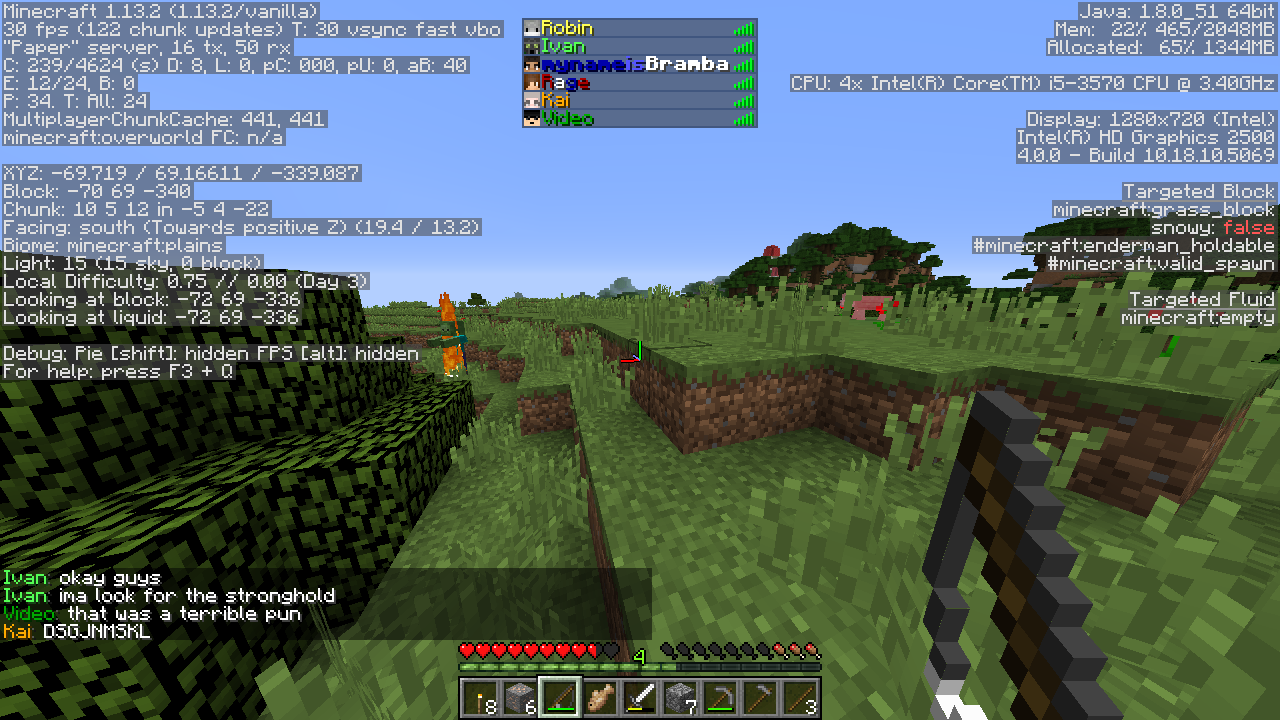 Minecraft 1.13.2 (1.13.2/vanilla)
30 fps (122 chunk updates) T: 30 vsync fast vbo
"Paper" server, 16 tx, 50 rx
C: 239/4624 (s) D: 8, L: 0, pC: 000, pU: 0, aB: 40
E: 12/24, B: 0
P: 34. T: All: 24
MultiplayerChunkCache: 441, 441
minecraft:overworld FC: n/a
XYZ: -69.719 / 69.16611 / -339.087
Block: -70 69 -340
Chunk: 10 5 12 in -5 4 -22
Facing: south (Towards positive Z) (19.4 / 13.2)
Biome: minecraft:plains
Light: 15 (15 sky, 0 block)
Local Difficulty: 0.75 // 0.00 (Day 3)
Looking at block: -72 69 -336
Looking at liquid: -72 69 -336
Debug: Pie [shift]: hidden FPS [alt]: hidden
For help: press F3 + Q
Robin
Ivan
mynameisBramba
Rage
Kai
Video
Java: 1.8.0_51 64bit
Mem: 22% 465/2048MB
Allocated: 65% 1344MB
CPU: 4x Intel(R) Core(TM) i5-3570 CPU @ 3.40GHz
Display: 1280x720 (Intel)
Intel(R) HD Graphics 2500
4.0.0 - Build 10.18.10.5069
Targeted Block
minecraft:grass_block
snowy: false
#minecraft:enderman_holdable
#minecraft:valid_spawn
Targeted Fluid
minecraft:empty
Ivan: okay guys
Ivan: ima look for the stronghold
Video: that was a terrible pun
Kai: DSGJNMSKL
4
8 6 7 3